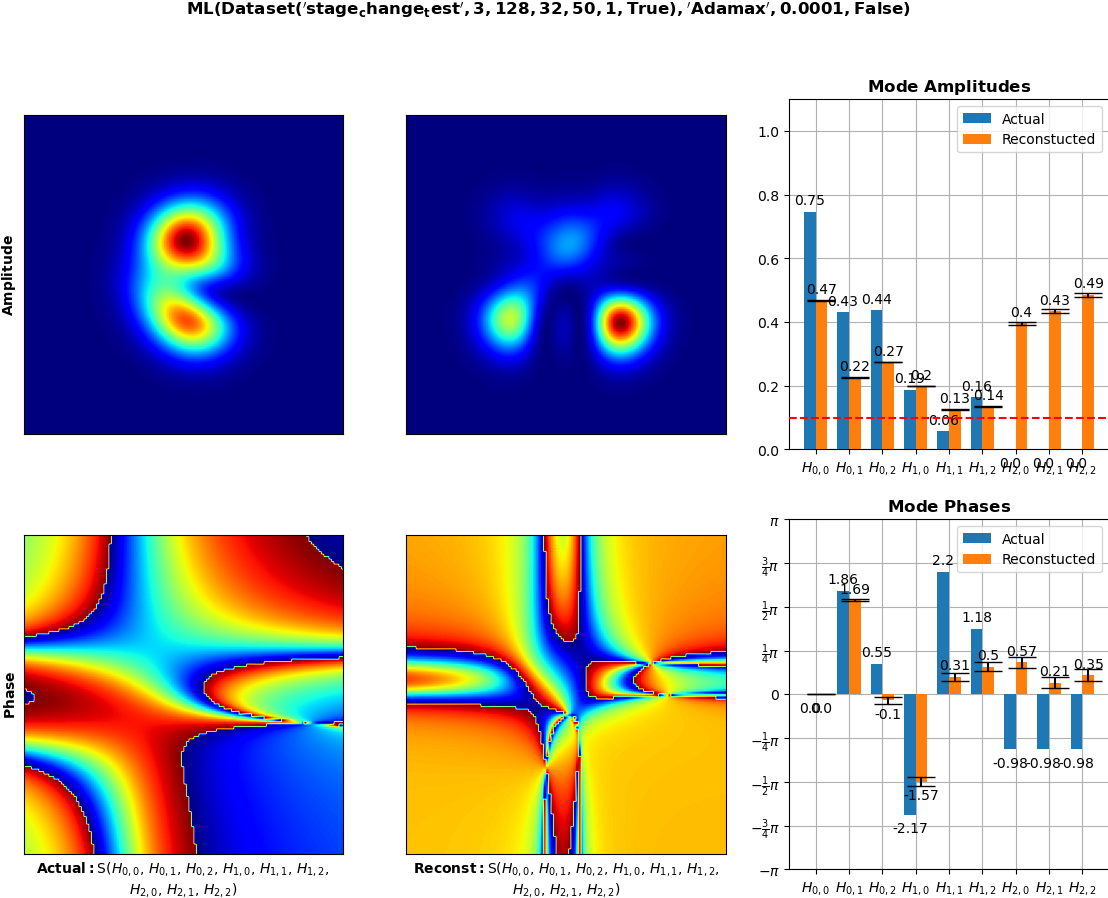 ML(Dataset('stage_change_test', 3, 128, 32, 50, 1, True), 'Adamax', 0.0001, False)
Amplitude
Mode Amplitudes
Actual
Reconstucted
1.0
0.8
0.6
0.4
0.2
0.0
0.75
0.47
0.43
0.22
0.44
0.27
0.19
0.2
0.06
0.13
0.16
0.14
0.0
0.4
0.0
0.43
0.0
0.49
H0,0 H0,1 H0,2 H1,0 H1,1 H1,2 H2,0 H2,1 H2,2
Phase
Actual: S(H0,0, H0,1, H0,2, H1,0, H1,1, H1,2,
H2,0, H2,1, H2,2)
Reconst: S(H0,0, H0,1, H0,2, H1,0, H1,1, H1,2,
H2,0, H2,1, H2,2)
Mode Phases
Actual
Reconstucted
π
3/4π
1/2π
1/4π
0
−1/4π
−1/2π
−3/4π
−π
0.0
0.0
1.86
1.69
0.55
-0.1
-2.17
-1.57
2.2
0.31
1.18
0.5
-0.98
0.57
-0.98
0.21
-0.98
0.35
H0,0 H0,1 H0,2 H1,0 H1,1 H1,2 H2,0 H2,1 H2,2